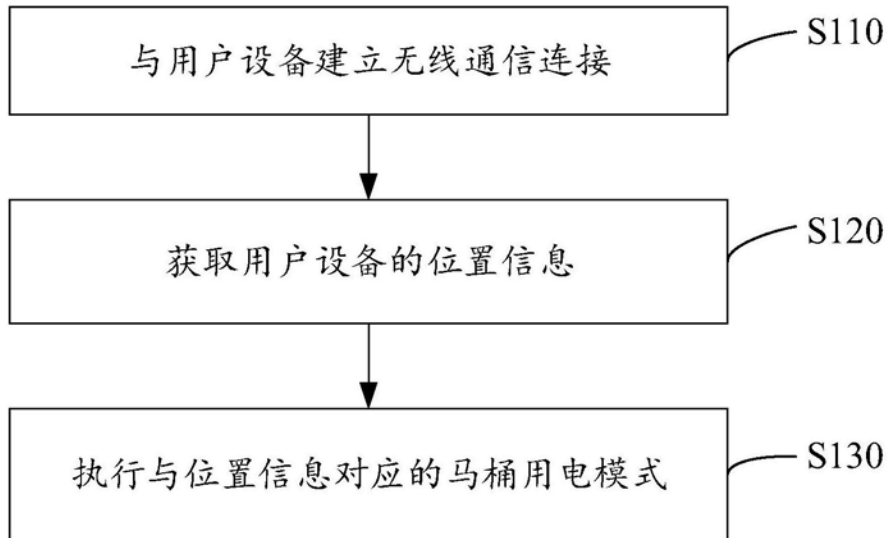 与用户设备建立无线通信连接
S110
获取用户设备的位置信息
S120
执行与位置信息对应的马桶用电模式
S130